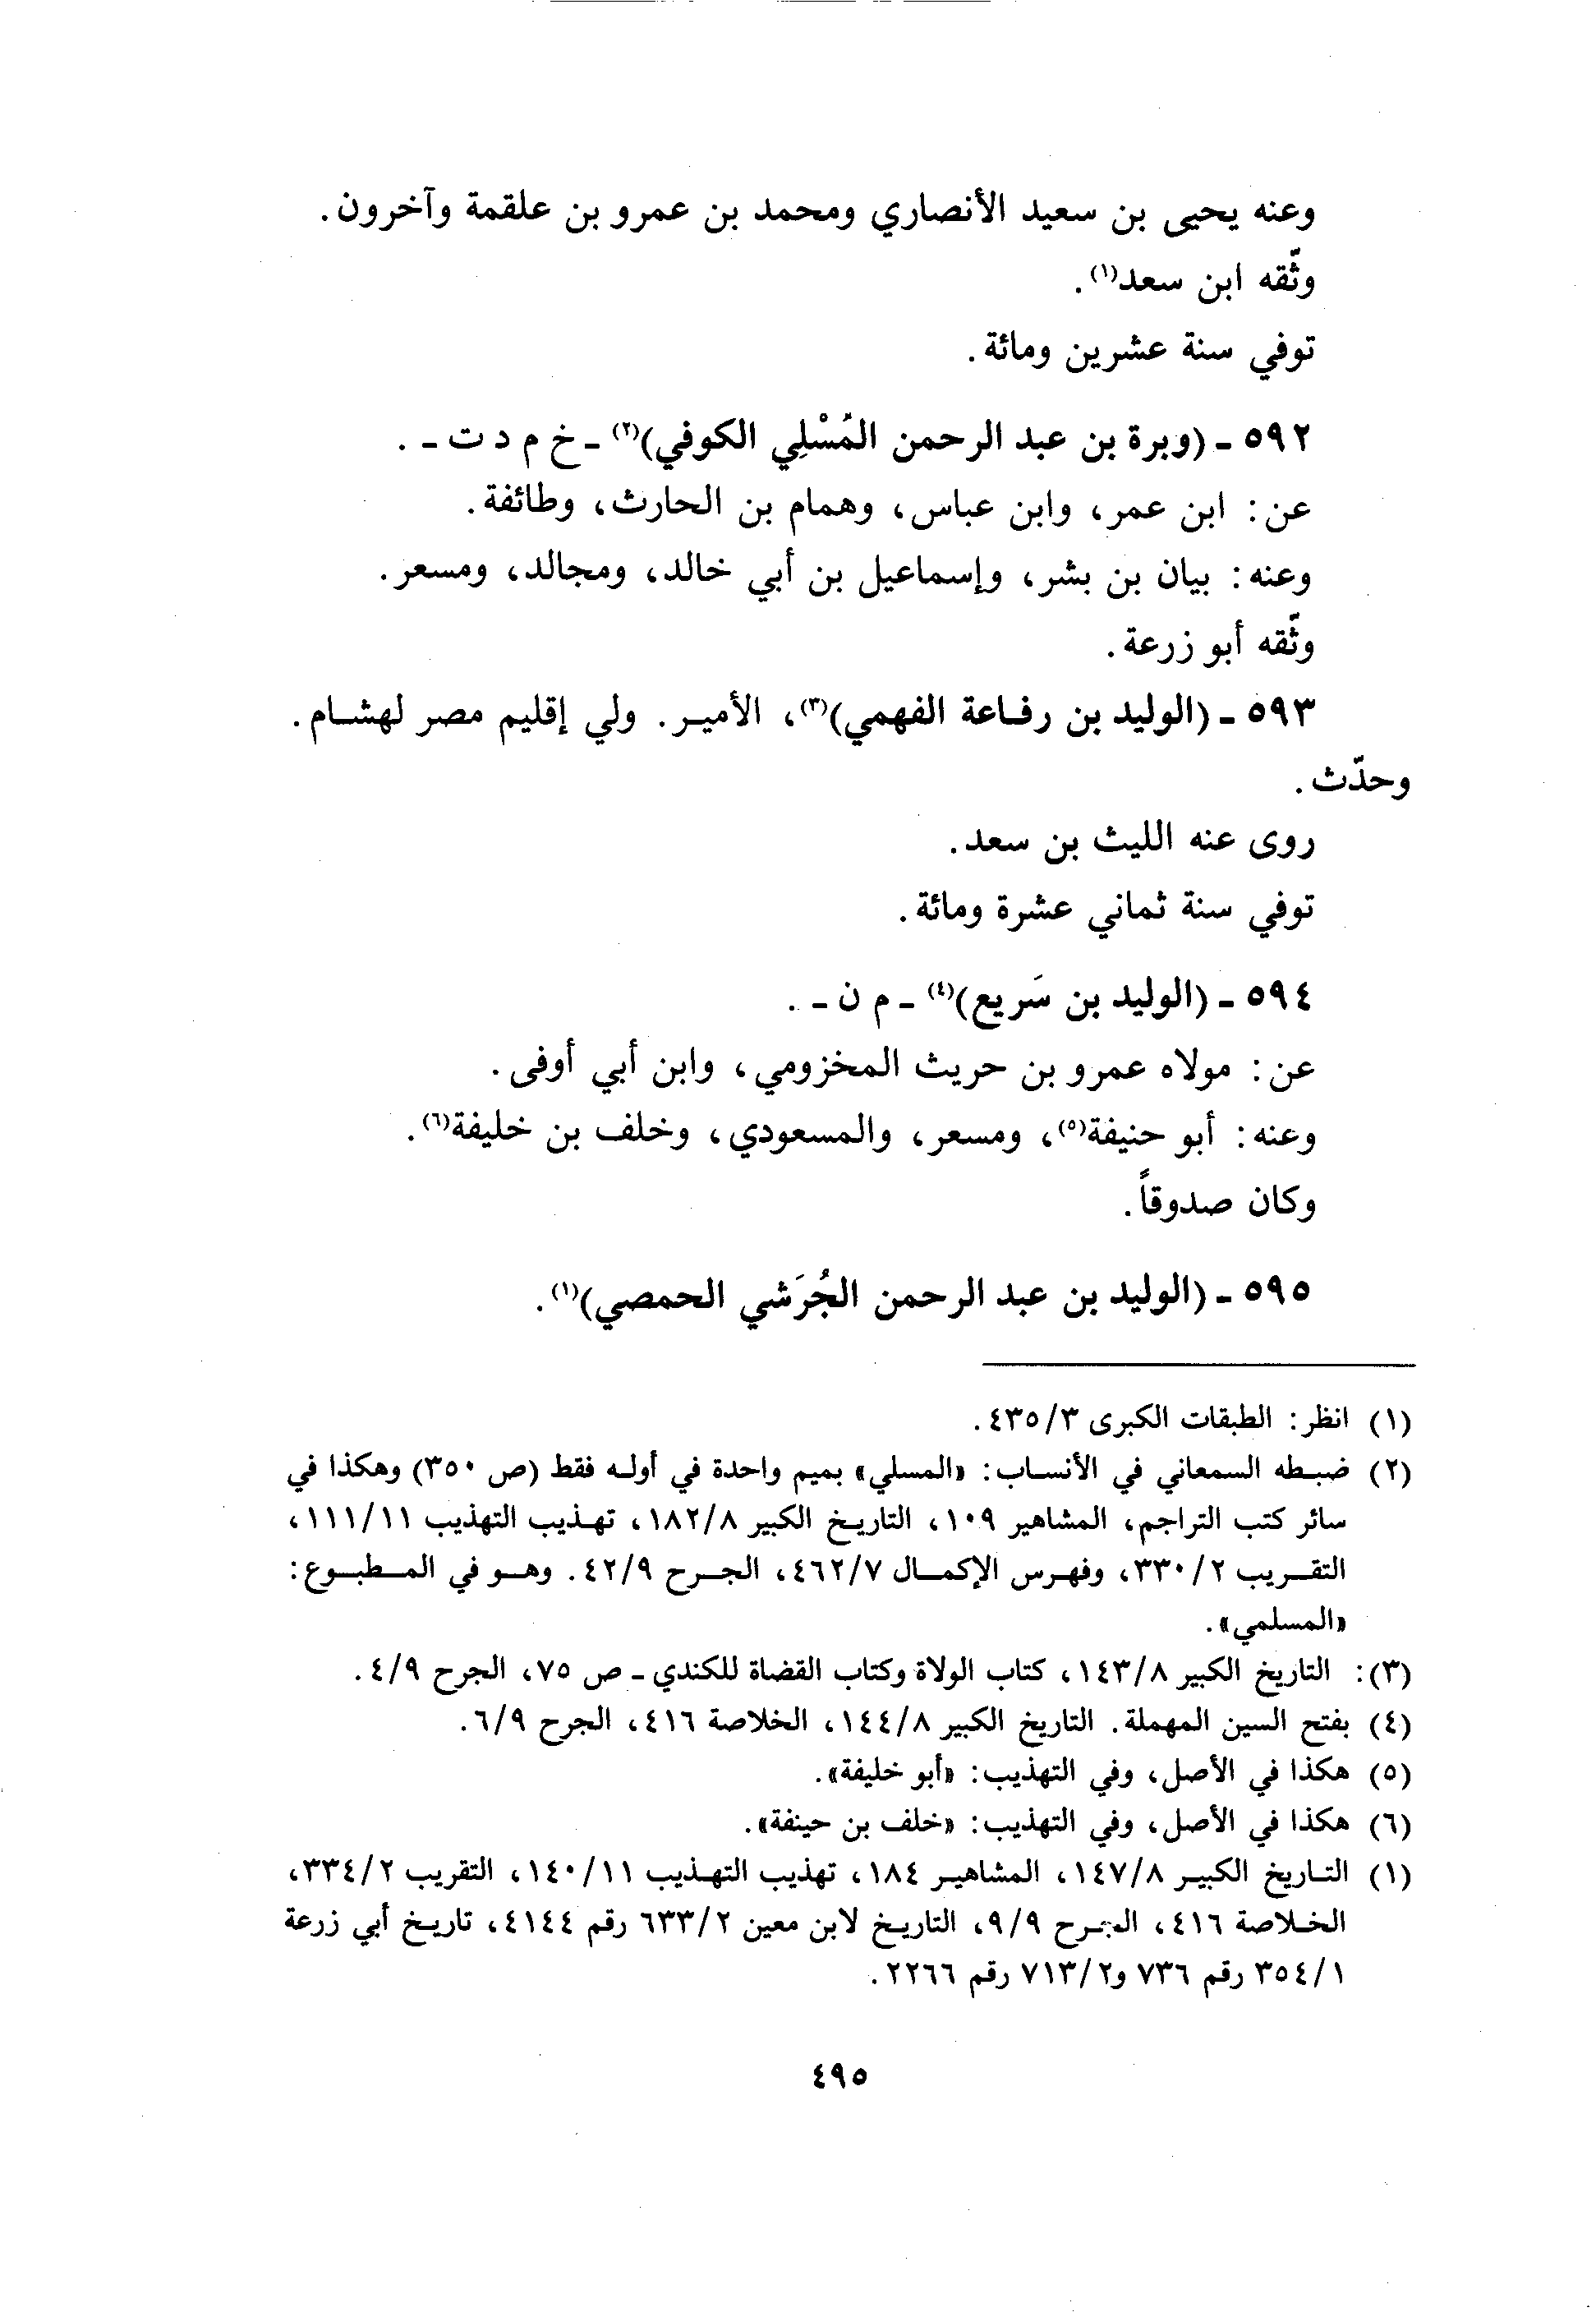 وعنه يحيى بن سعيد الأنصاري ومحمد بن عمرو بن علقمة وآخرون.
وثّقه ابن سعد(١).
توفي سنة عشرين ومائة.
٥٩٢ - (وبرة بن عبد الرحمن المُسْلِي الكوفي)(٢) - خ م د ت - .
عن: ابن عمر، وابن عباس، وهمام بن الحارث، وطائفة.
وعنه: بيان بن بشر، وإسماعيل بن أبي خالد، ومجالد، ومسعر.
وثّقه أبو زرعة.
٥٩٣ - (الوليد بن رفاعة الفهمي)(٣)، الأمير. ولي إقليم مصر لهشام.
وحدّث.
روى عنه الليث بن سعد.
توفي سنة ثماني عشرة ومائة.
٥٩٤ - (الوليد بن سَريع)(٤) - م ن - .
عن: مولاه عمرو بن حريث المخزومي، وابن أبي أوفى.
وعنه: أبو حنيفة(٥)، ومسعر، والمسعودي، وخلف بن خليفة(٦).
وكان صدوقاً.
٥٩٥ - (الوليد بن عبد الرحمن الجُرَشي الحمصي)(١).
(١) انظر: الطبقات الكبرى ٤٣٥/٣.
(٢) ضبطه السمعاني في الأنساب: «المسلي» بميم واحدة في أوله فقط (ص ٣٥٠) وهكذا في
سائر كتب التراجم، المشاهير ١٠٩، التاريخ الكبير ١٨٢/٨، تهذيب التهذيب ١١١/١١،
التقريب ٣٣٠/٢، وفهرس الإكمال ٤٦٢/٧، الجرح ٤٢/٩. وهو في المطبوع:
«المسلمي».
(٣): التاريخ الكبير ١٤٣/٨، كتاب الولاة وكتاب القضاة للكندي - ص ٧٥، الجرح ٤/٩.
(٤) بفتح السين المهملة. التاريخ الكبير ١٤٤/٨، الخلاصة ٤١٦، الجرح ٦/٩.
(٥) هكذا في الأصل، وفي التهذيب: «أبو خليفة».
(٦) هكذا في الأصل، وفي التهذيب: «خلف بن حينفة».
(١) التاريخ الكبير ١٤٧/٨، المشاهير ١٨٤، تهذيب التهذيب ١٤٠/١١، التقريب ٣٣٤/٢،
الخلاصة ٤١٦، الجرح ٩/٩، التاريخ لابن معين ٦٣٣/٢ رقم ٤١٤٤، تاريخ أبي زرعة
٣٥٤/١ رقم ٧٣٦ و٧١٣/٢ رقم ٢٢٦٦.
٤٩٥